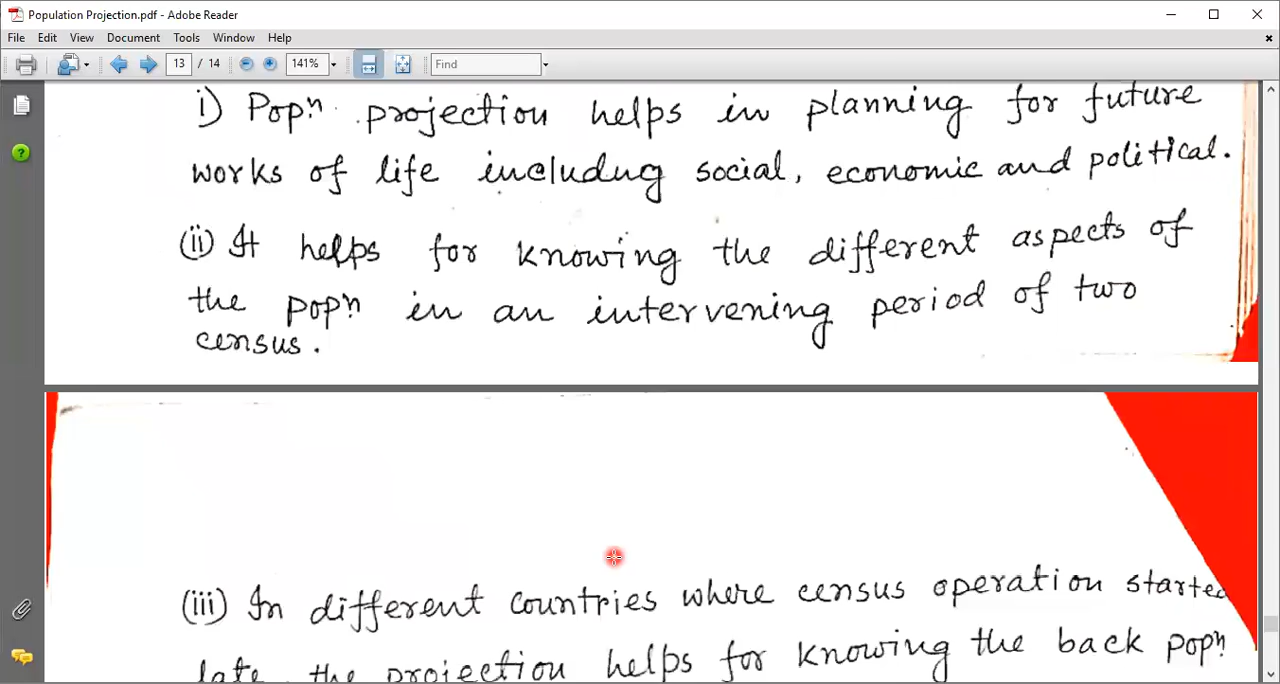 Population Projection.pdf - Adobe Reader
File Edit View Document Tools Window Help
13 / 14 141% Find
i) Popⁿ. projection helps in planning for future
works of life includug social, economic and political.
(ii) It helps for knowing the different aspects of
the popⁿ in an intervening period of two
census.
(iii) In different countries where census operation started
late, the projection helps for knowing the back popⁿ